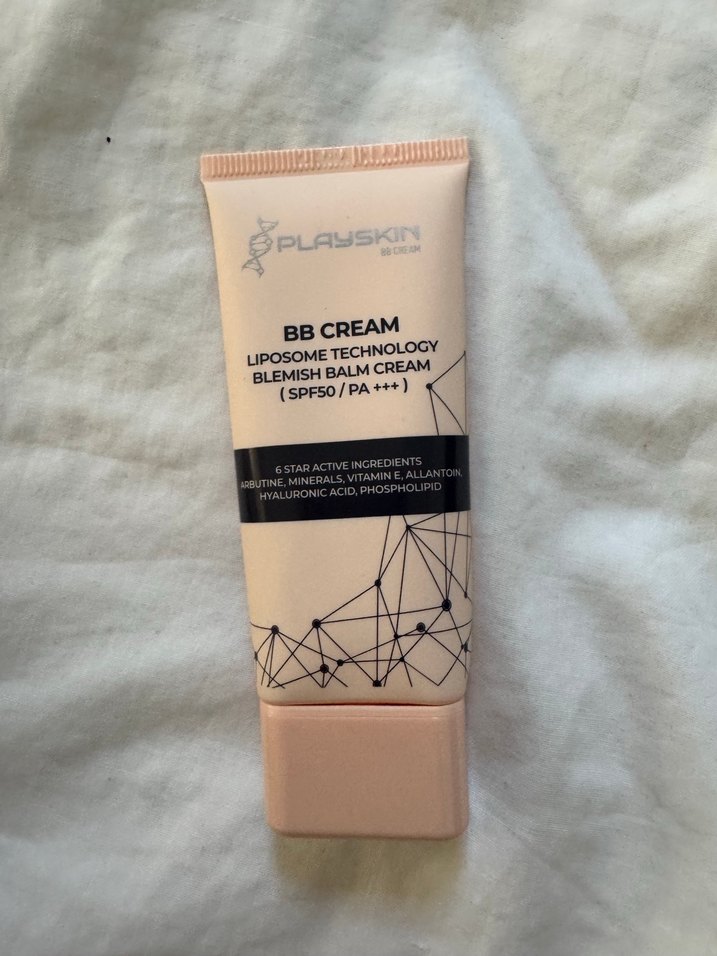 PLAYSKIN
BB CREAM
BB CREAM
LIPOSOME TECHNOLOGY
BLEMISH BALM CREAM
( SPF50 / PA +++ )
6 STAR ACTIVE INGREDIENTS
ARBUTINE, MINERALS, VITAMIN E, ALLANTOIN,
HYALURONIC ACID, PHOSPHOLIPID